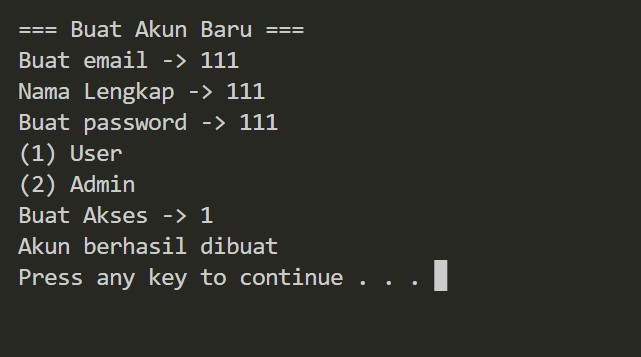 === Buat Akun Baru ===
Buat email -> 111
Nama Lengkap -> 111
Buat password -> 111
(1) User
(2) Admin
Buat Akses -> 1
Akun berhasil dibuat
Press any key to continue . . .